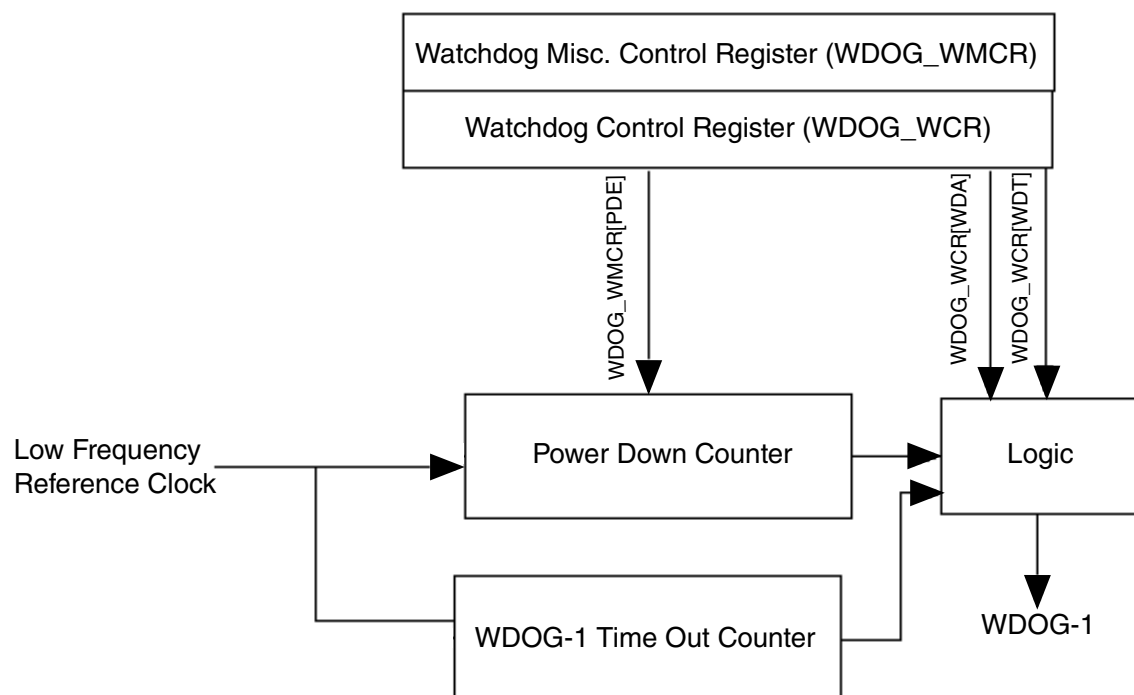 Watchdog Misc. Control Register (WDOG_WMCR)
Watchdog Control Register (WDOG_WCR)
WDOG_WMCR[PDE]
WDOG_WCR[WDA]
WDOG_WCR[WDT]
Low Frequency
Reference Clock
Power Down Counter
Logic
WDOG-1 Time Out Counter
WDOG-1